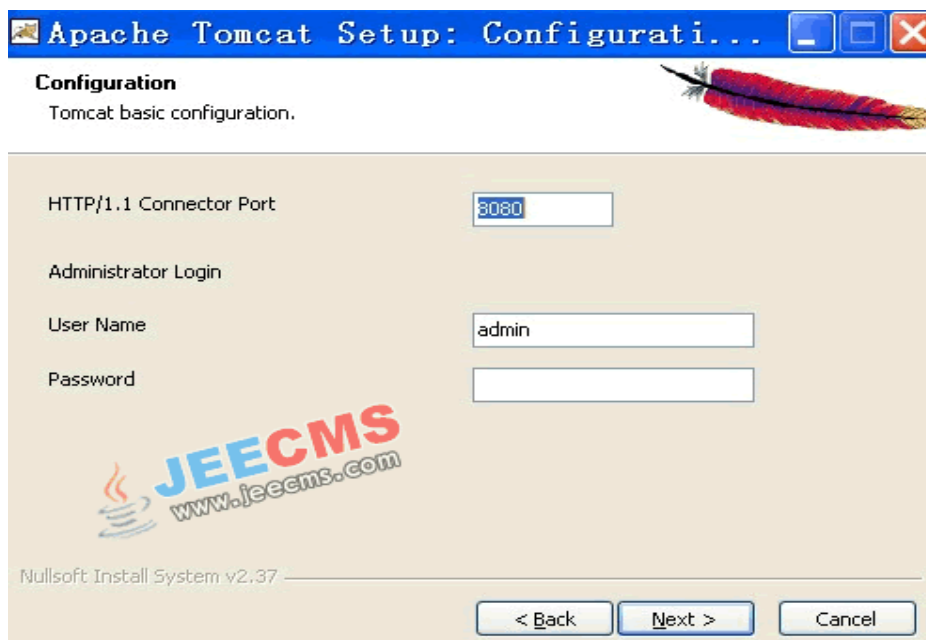 Apache Tomcat Setup: Configurati...
Configuration
Tomcat basic configuration.
HTTP/1.1 Connector Port
8080
Administrator Login
User Name
admin
Password
JEECMS
www.jeecms.com
Nullsoft Install System v2.37
< Back
Next >
Cancel